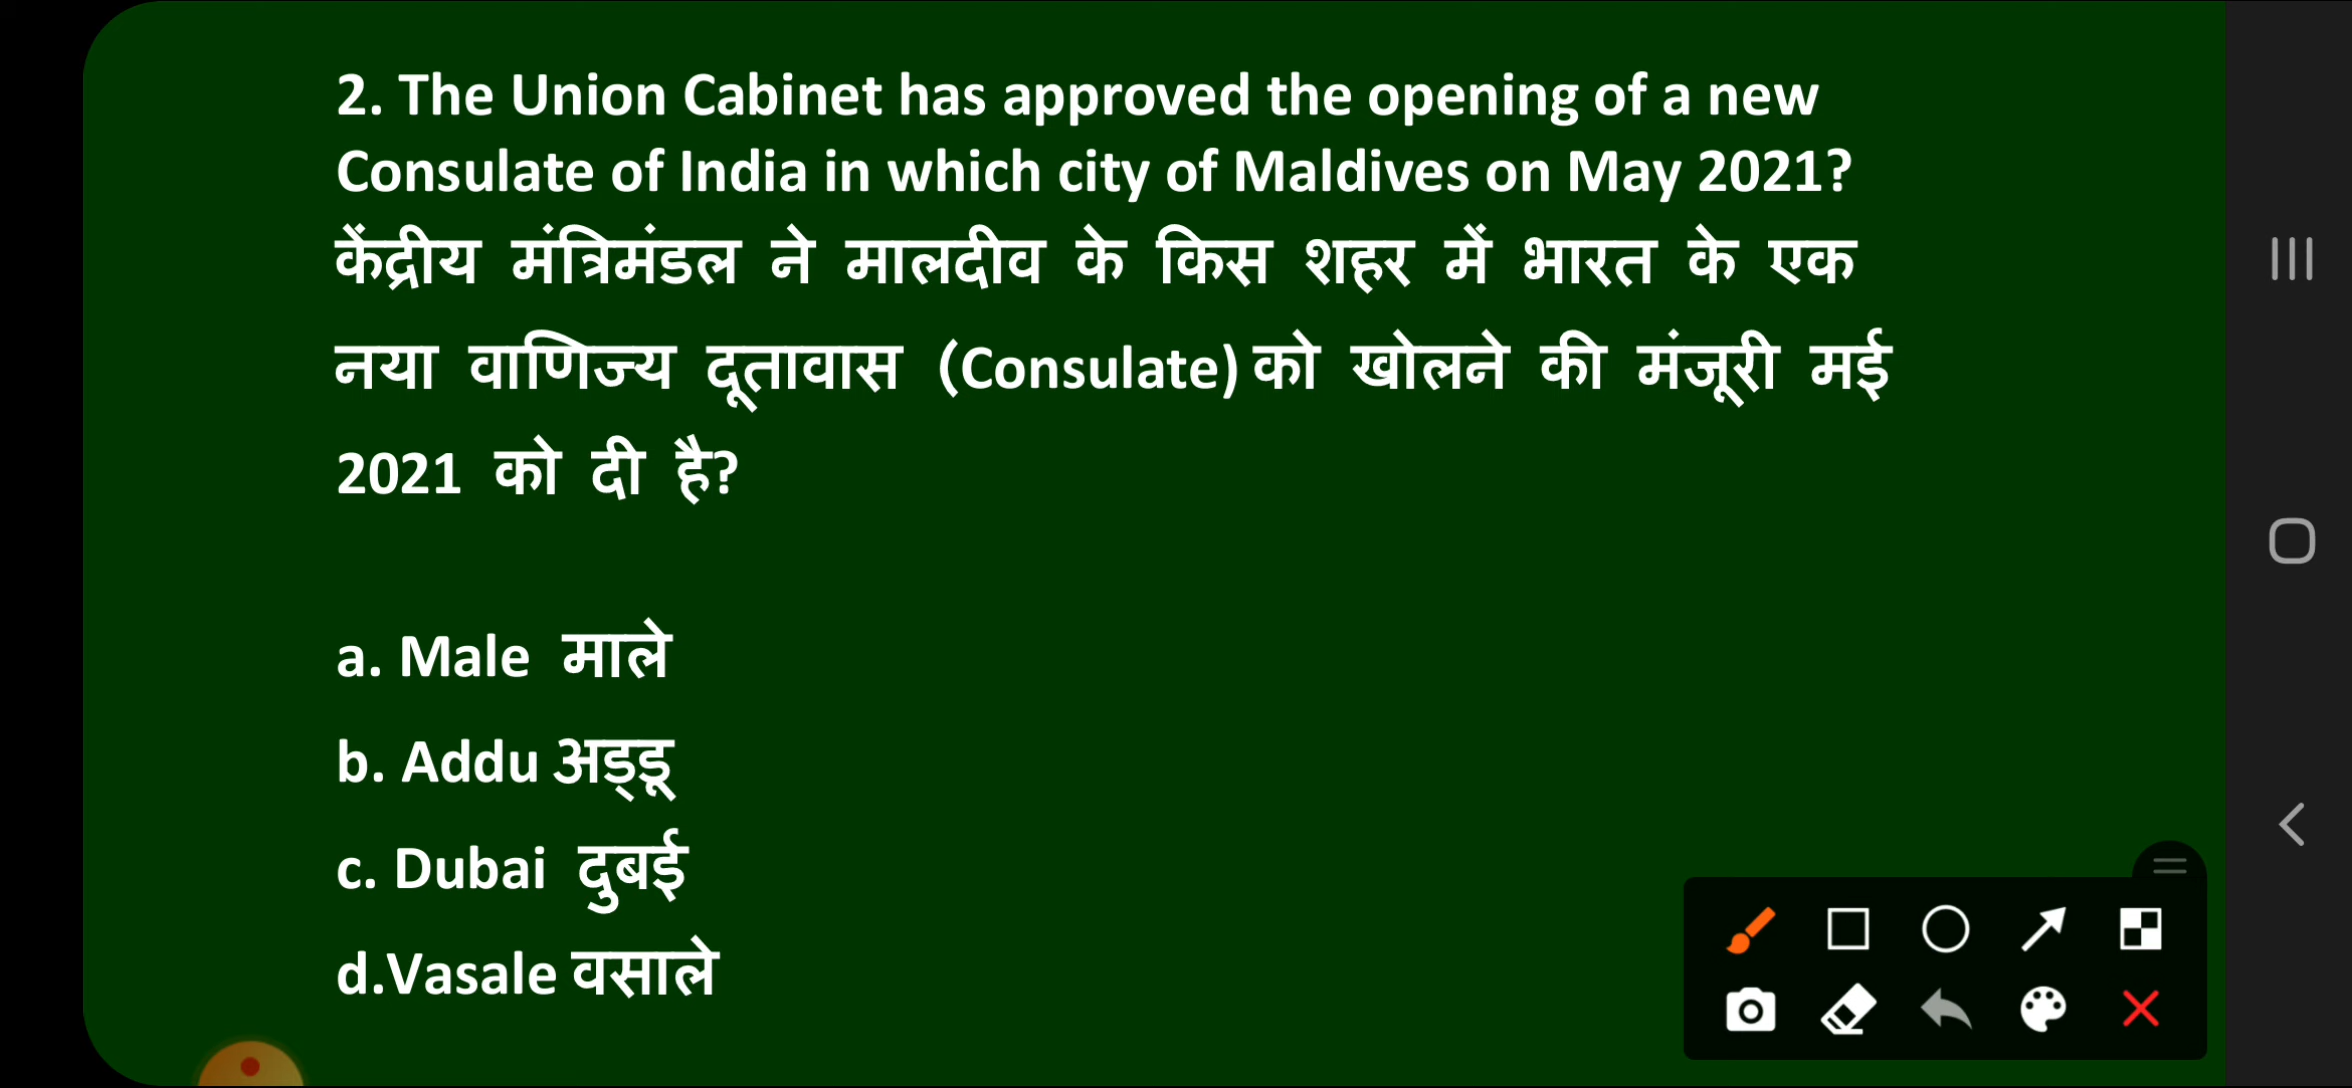 2. The Union Cabinet has approved the opening of a new
Consulate of India in which city of Maldives on May 2021?
केंद्रीय मंत्रिमंडल ने मालदीव के किस शहर में भारत के एक
नया वाणिज्य दूतावास (Consulate) को खोलने की मंजूरी मई
2021 को दी है?
a. Male माले
b. Addu अड्डू
c. Dubai दुबई
d.Vasale वसाले